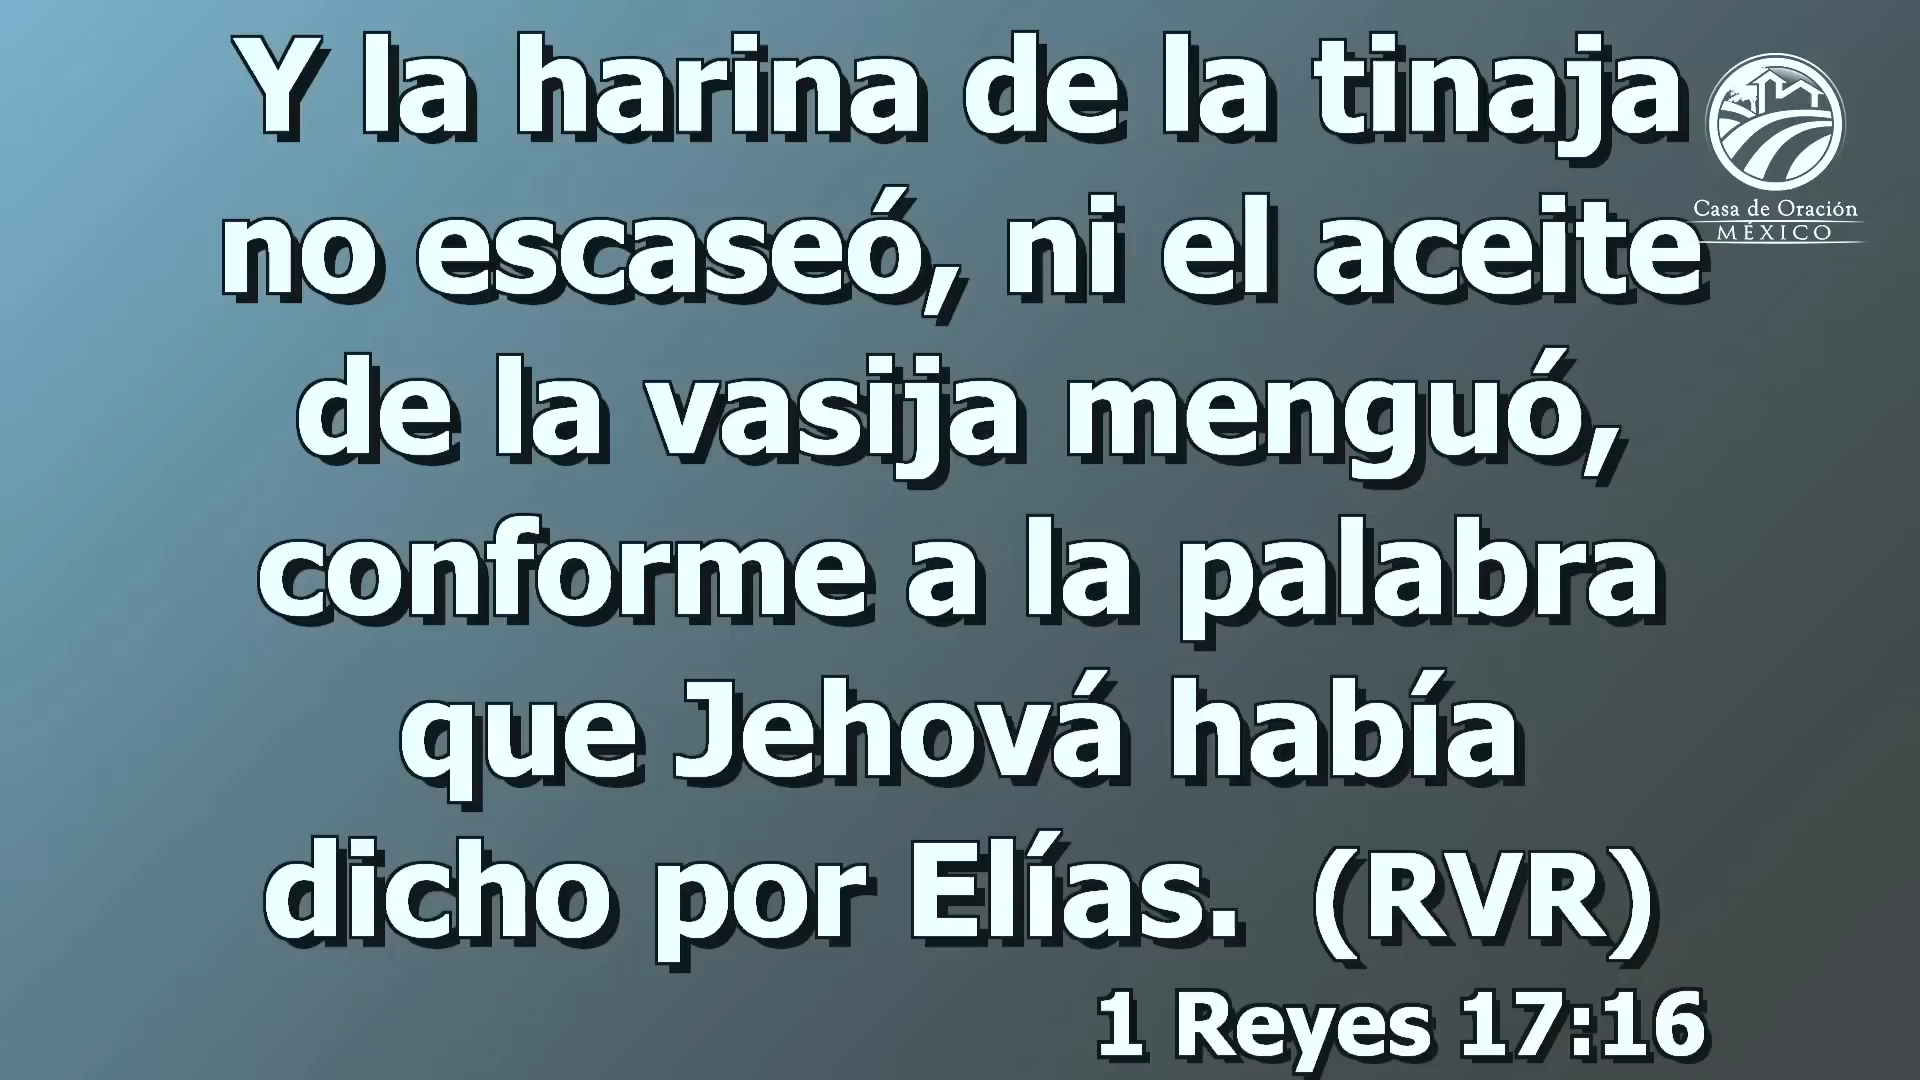 Y la harina de la tinaja
no escaseó, ni el aceite
de la vasija menguó,
conforme a la palabra
que Jehová había
dicho por Elías. (RVR)
1 Reyes 17:16
Casa de Oración
MÉXICO